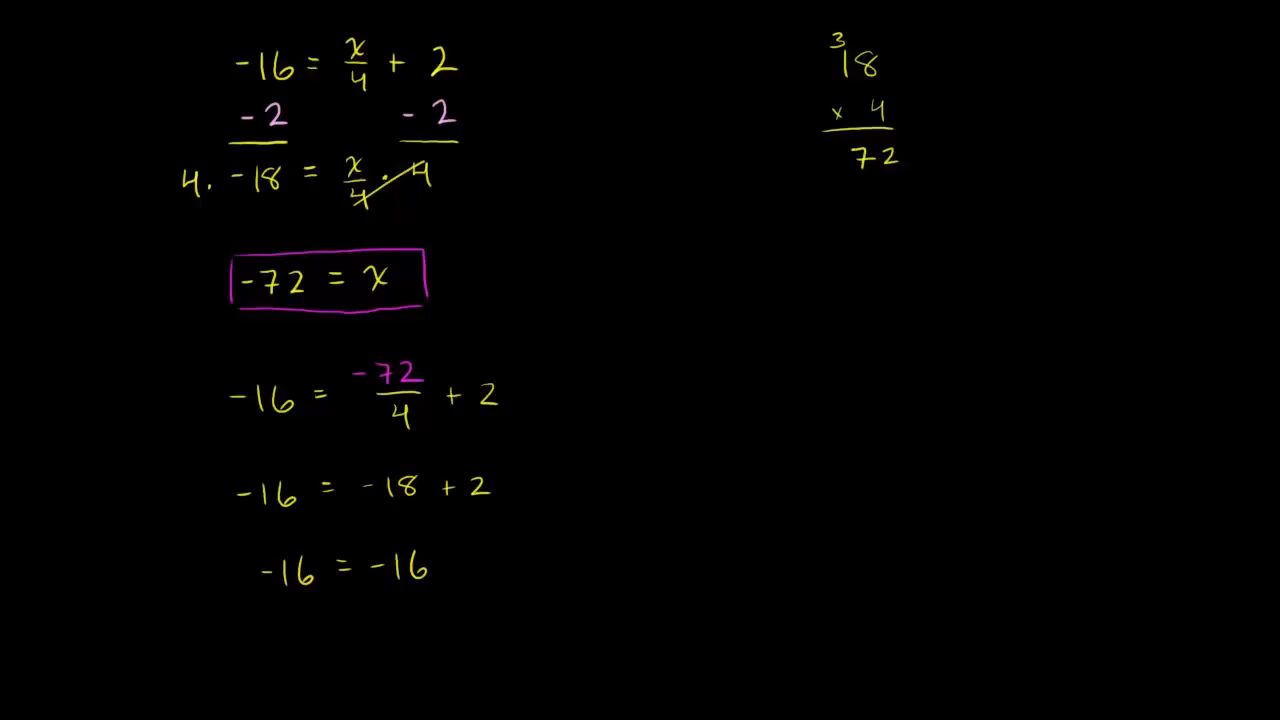 -16 = x/4 + 2
-2 -2
4 · -18 = x/4 · 4
-72 = x
-16 = -72/4 + 2
-16 = -18 + 2
-16 = -16
3
18
x 4
72